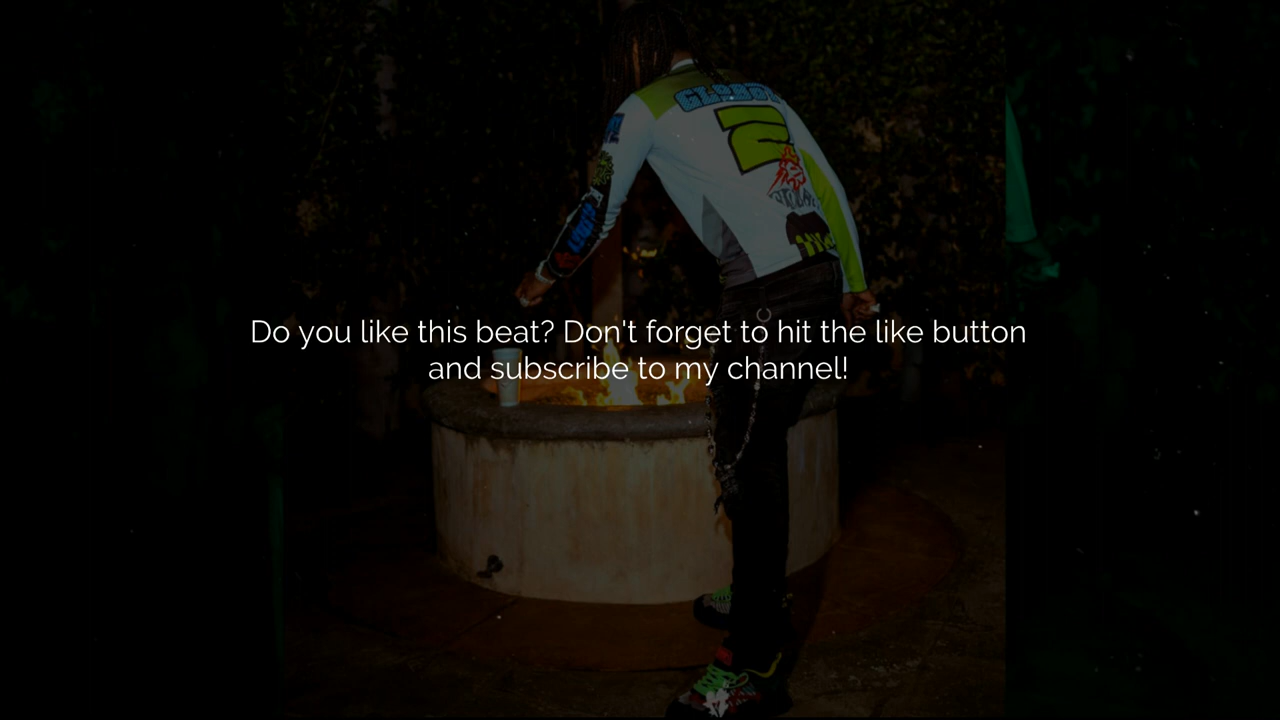 Do you like this beat? Don't forget to hit the like button
and subscribe to my channel!